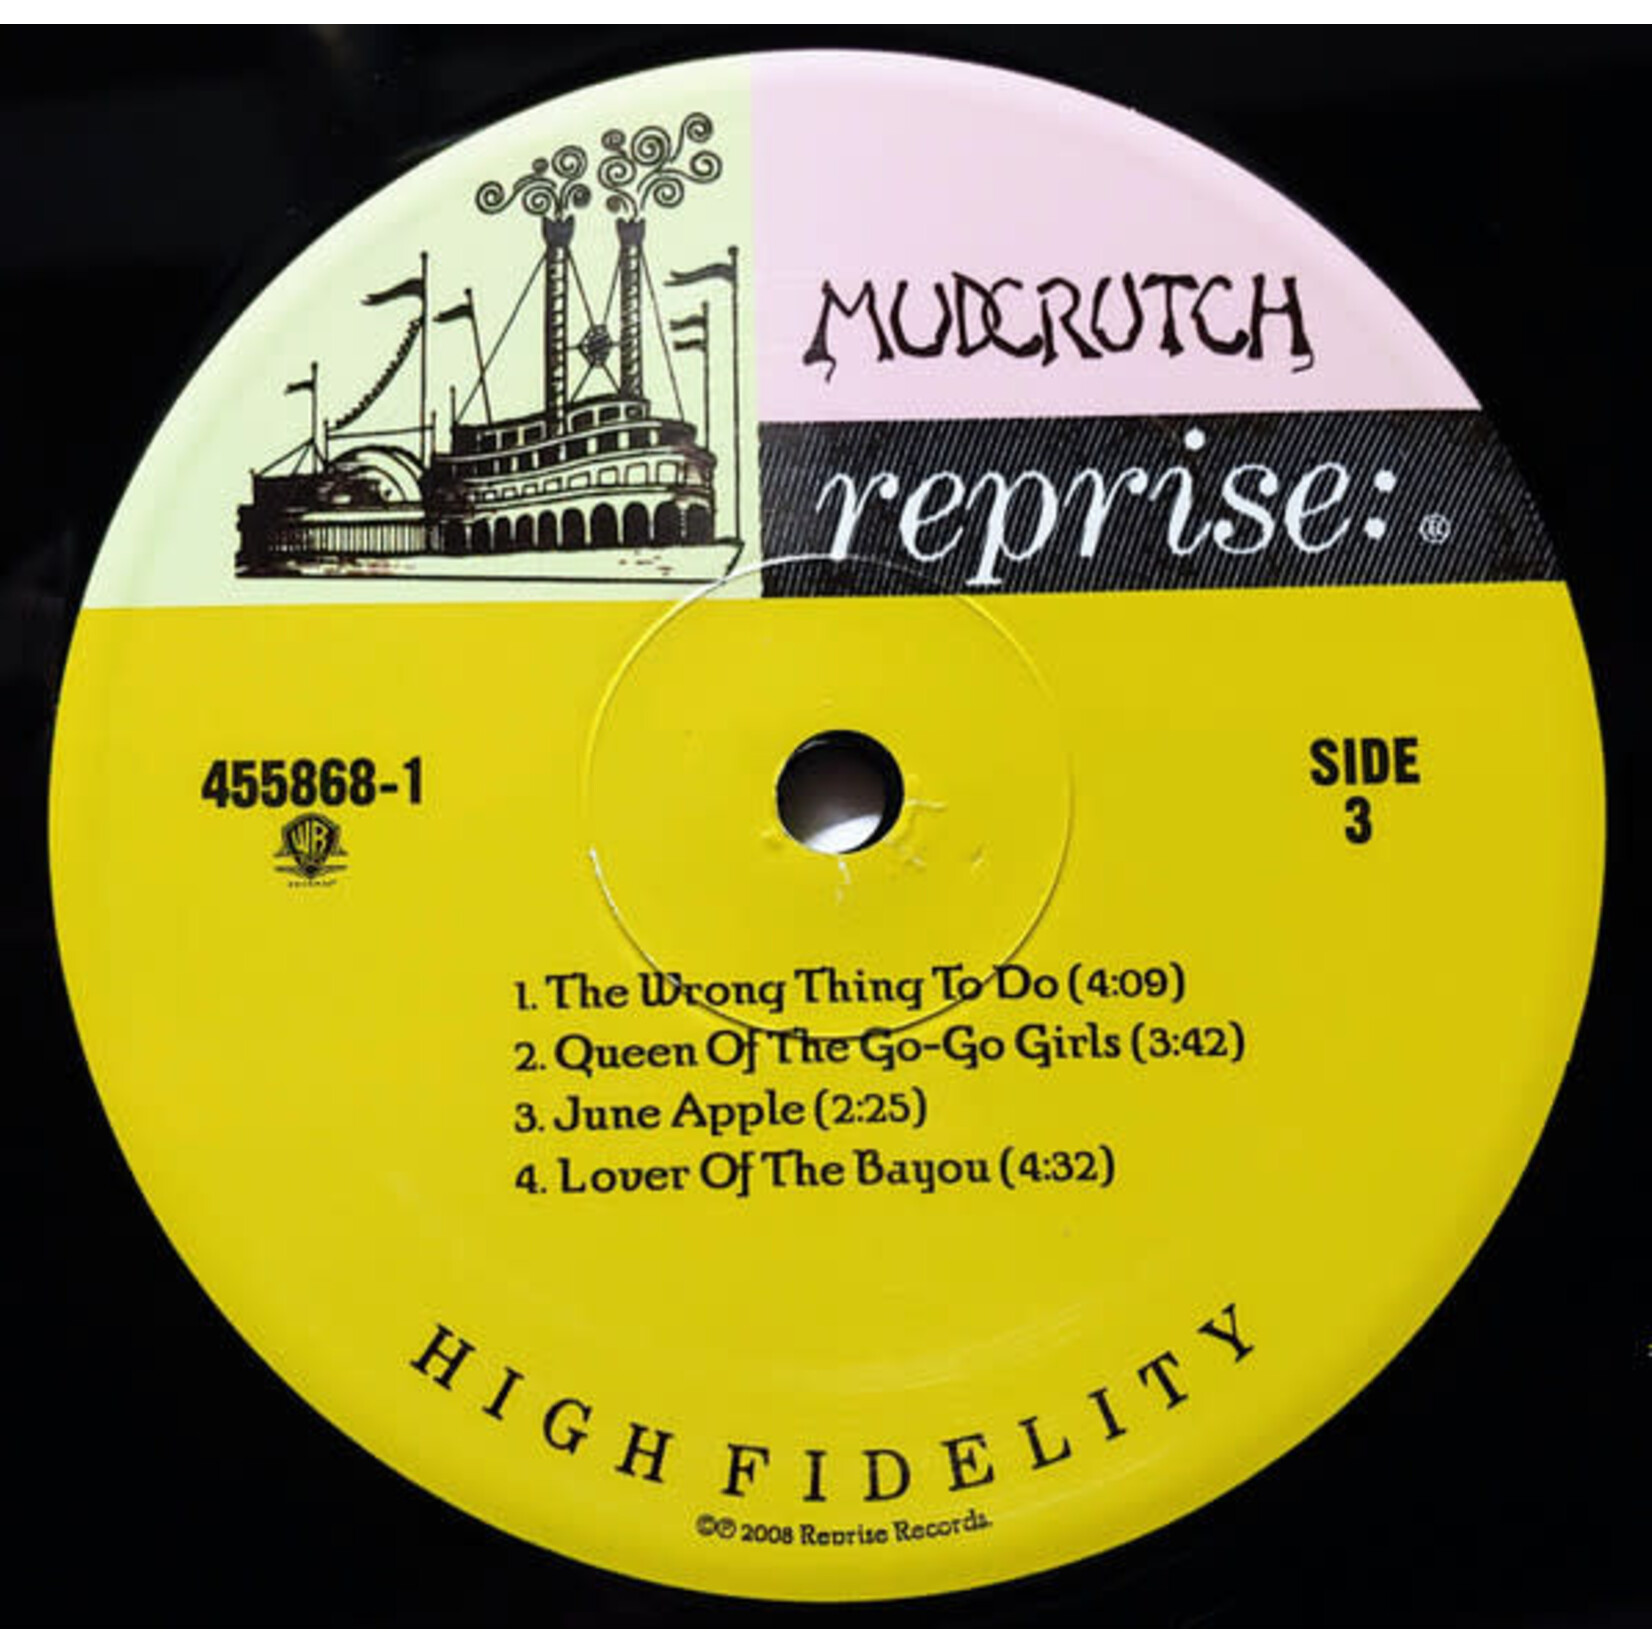 MUDCRUTCH
reprise: ®
455868-1
WB
SIDE
3
1. The Wrong Thing To Do (4:09)
2. Queen Of The Go-Go Girls (3:42)
3. June Apple (2:25)
4. Lover Of The Bayou (4:32)
HIGH FIDELITY
©℗ 2008 Reprise Records.